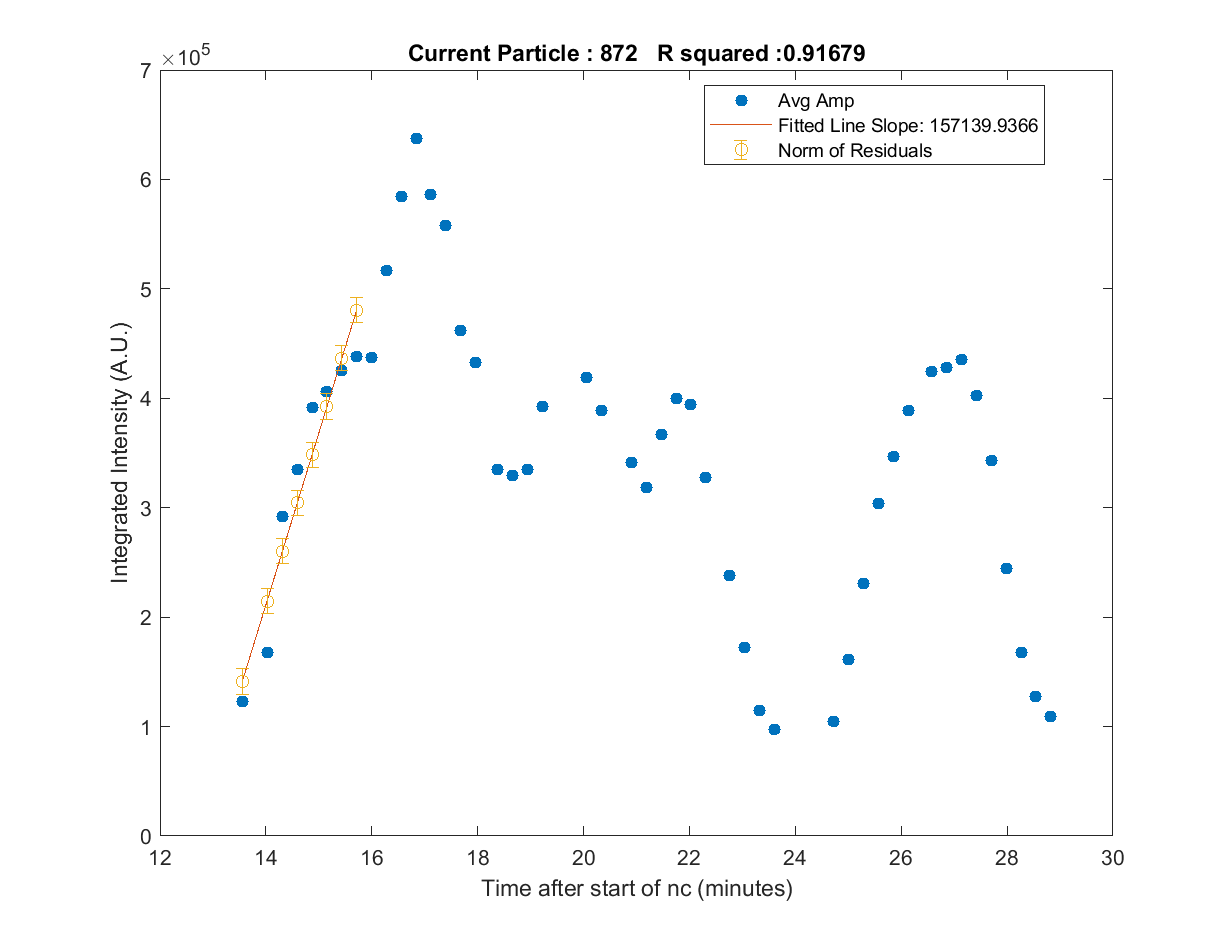 Current Particle : 872 R squared :0.91679
×10^5
7
6
5
4
3
2
1
0
Integrated Intensity (A.U.)
Avg Amp
Fitted Line Slope: 157139.9366
Norm of Residuals
12 14 16 18 20 22 24 26 28 30
Time after start of nc (minutes)